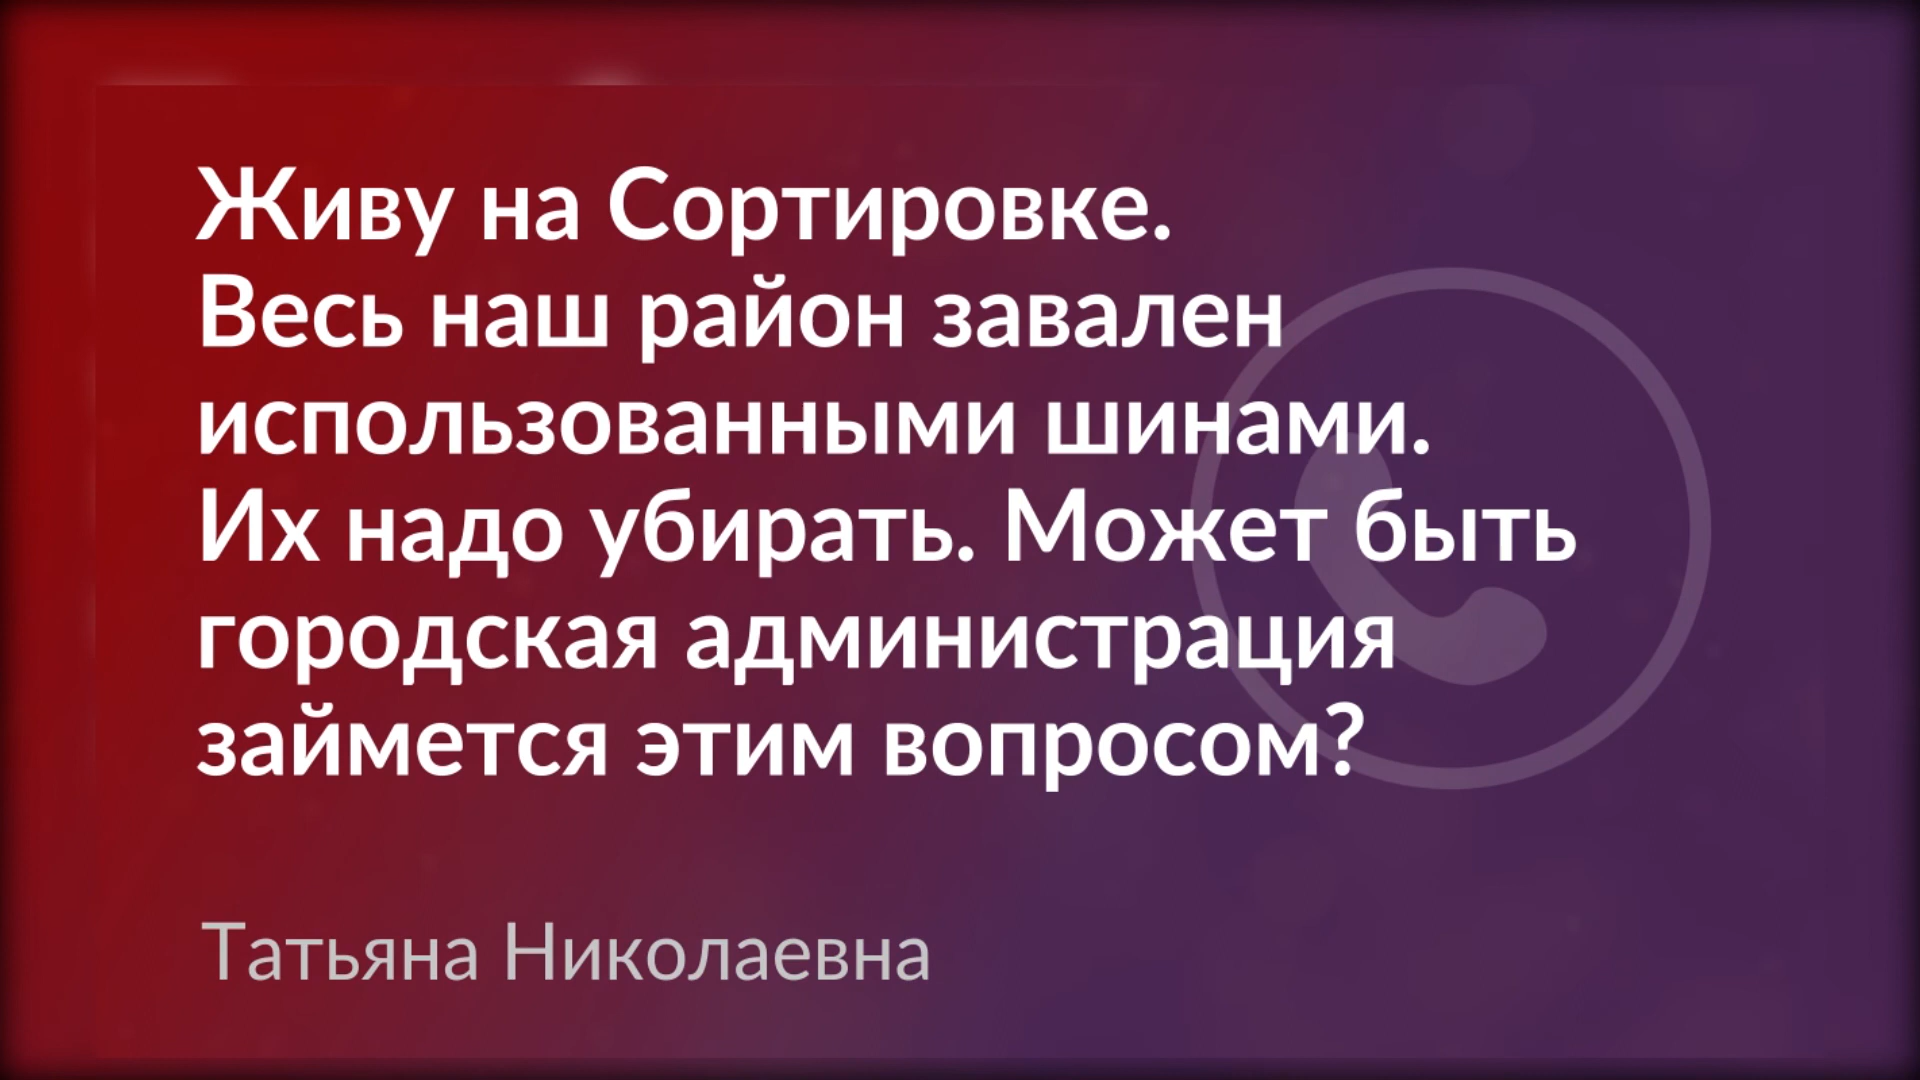 Живу на Сортировке.
Весь наш район завален
использованными шинами.
Их надо убирать. Может быть
городская администрация
займется этим вопросом?
Татьяна Николаевна